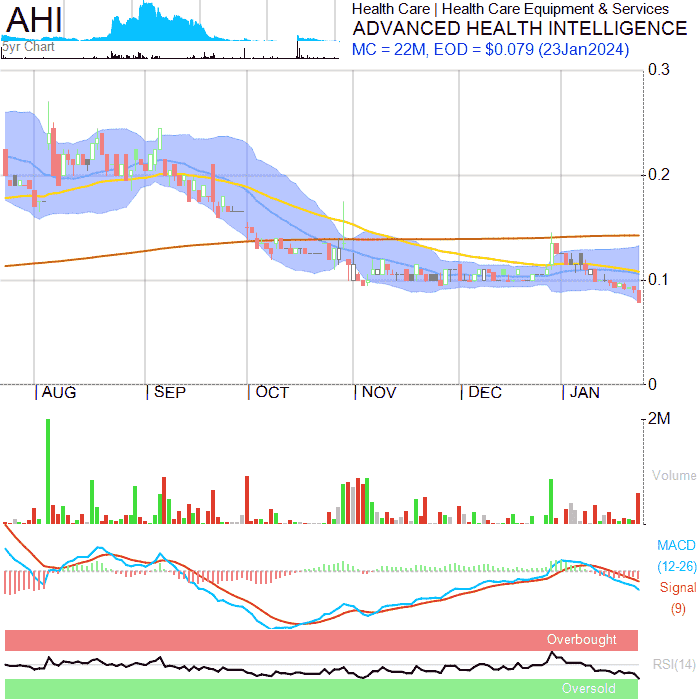 AHI
5yr Chart
Health Care | Health Care Equipment & Services
ADVANCED HEALTH INTELLIGENCE
MC = 22M, EOD = $0.079 (23Jan2024)
0.3
0.2
0.1
0
AUG SEP OCT NOV DEC JAN
2M
Volume
MACD
(12-26)
Signal
(9)
Overbought
RSI(14)
Oversold